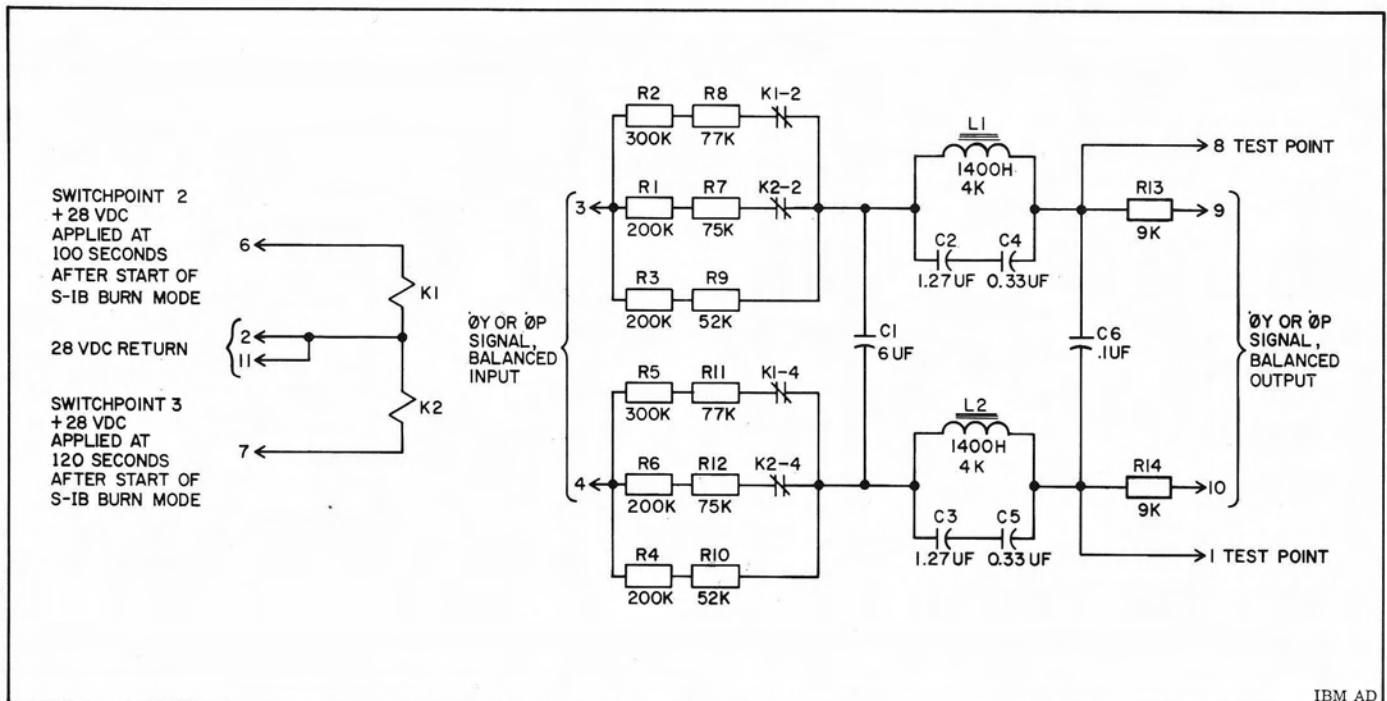 SWITCHPOINT 2
+ 28 VDC
APPLIED AT
100 SECONDS
AFTER START OF
S-IB BURN MODE
6
K1
28 VDC RETURN
2
11
SWITCHPOINT 3
+ 28 VDC
APPLIED AT
120 SECONDS
AFTER START OF
S-IB BURN MODE
7
K2
ØY OR ØP
SIGNAL,
BALANCED
INPUT
3
4
R2
300K
R8
77K
K1-2
R1
200K
R7
75K
K2-2
R3
200K
R9
52K
R5
300K
R11
77K
K1-4
R6
200K
R12
75K
K2-4
R4
200K
R10
52K
C1
6 UF
L1
1400H
4K
C2
1.27UF
C4
0.33UF
L2
1400H
4K
C3
1.27UF
C5
0.33UF
C6
.1UF
8 TEST POINT
R13
9K
9
ØY OR ØP
SIGNAL,
BALANCED
OUTPUT
R14
9K
10
1 TEST POINT
IBM AD